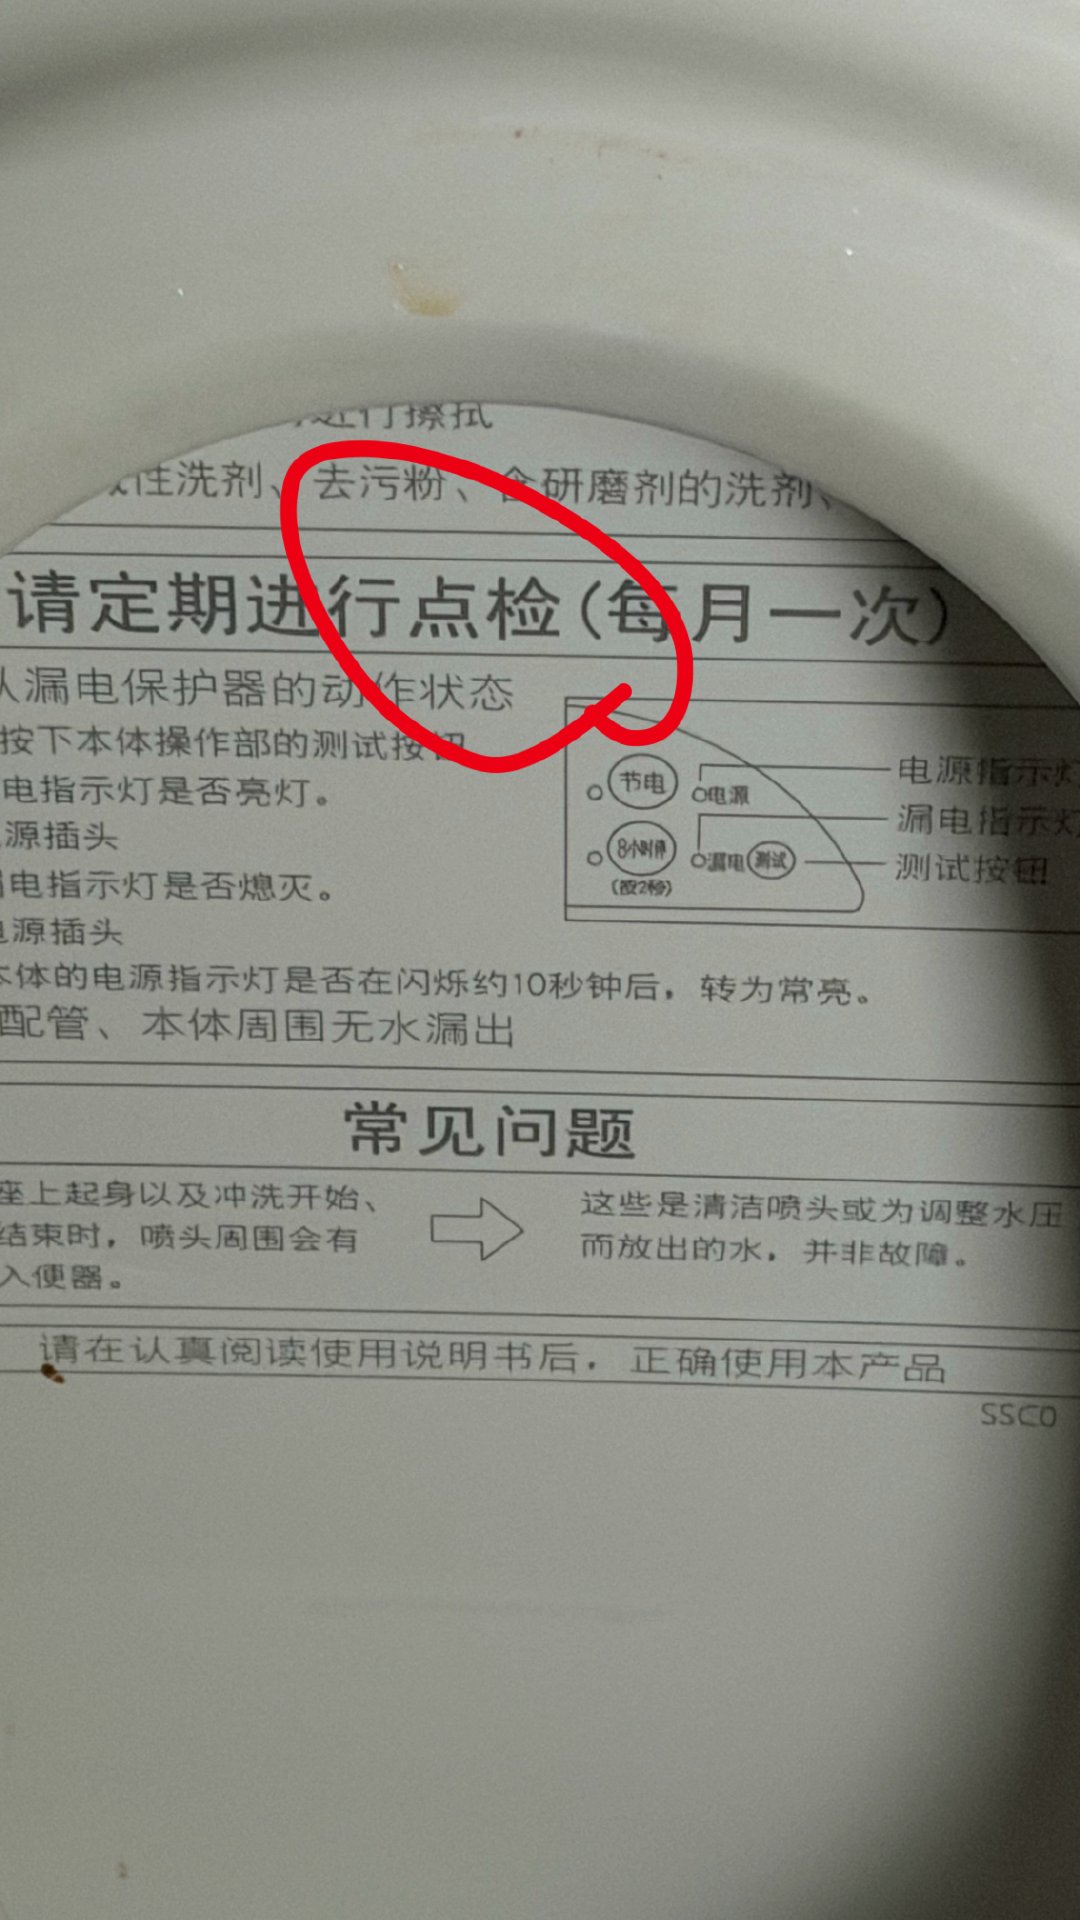 进行擦拭
性洗剂、去污粉、含研磨剂的洗剂、
请定期进行点检(每月一次)
认漏电保护器的动作状态
按下本体操作部的测试按钮
电指示灯是否亮灯。
源插头
漏电指示灯是否熄灭。
电源插头
本体的电源指示灯是否在闪烁约10秒钟后，转为常亮。
配管、本体周围无水漏出
节电
电源
8小时停
(按2秒)
漏电
测试
电源指示灯
漏电指示灯
测试按钮
常见问题
座上起身以及冲洗开始、
结束时，喷头周围会有
入便器。
这些是清洁喷头或为调整水压
而放出的水，并非故障。
请在认真阅读使用说明书后，正确使用本产品
SSC0